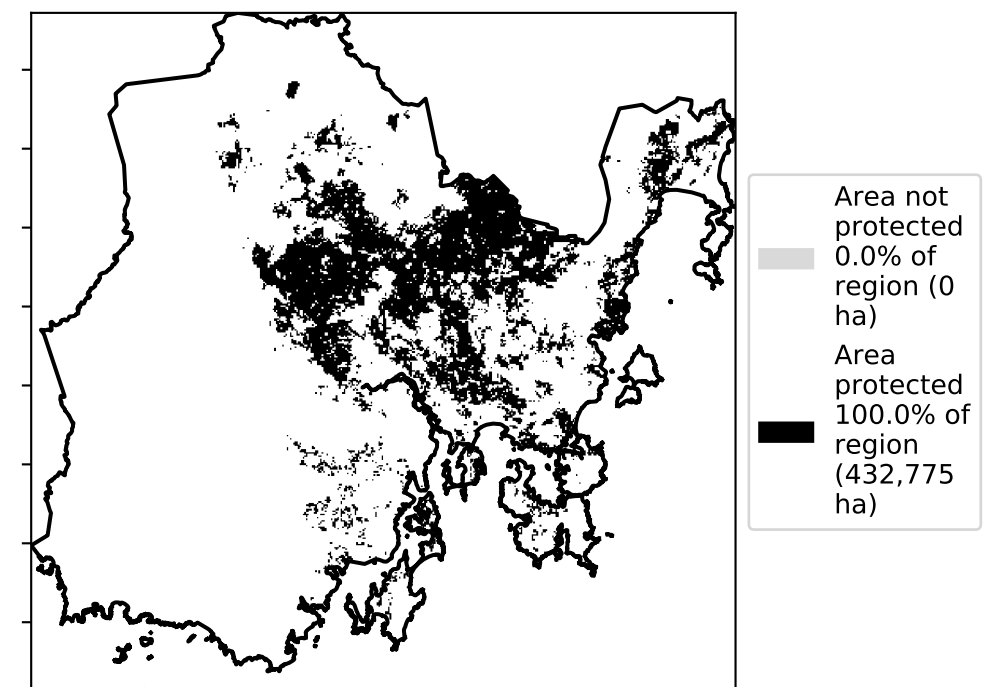 Area not
protected
0.0% of
region (0
ha)
Area
protected
100.0% of
region
(432,775
ha)